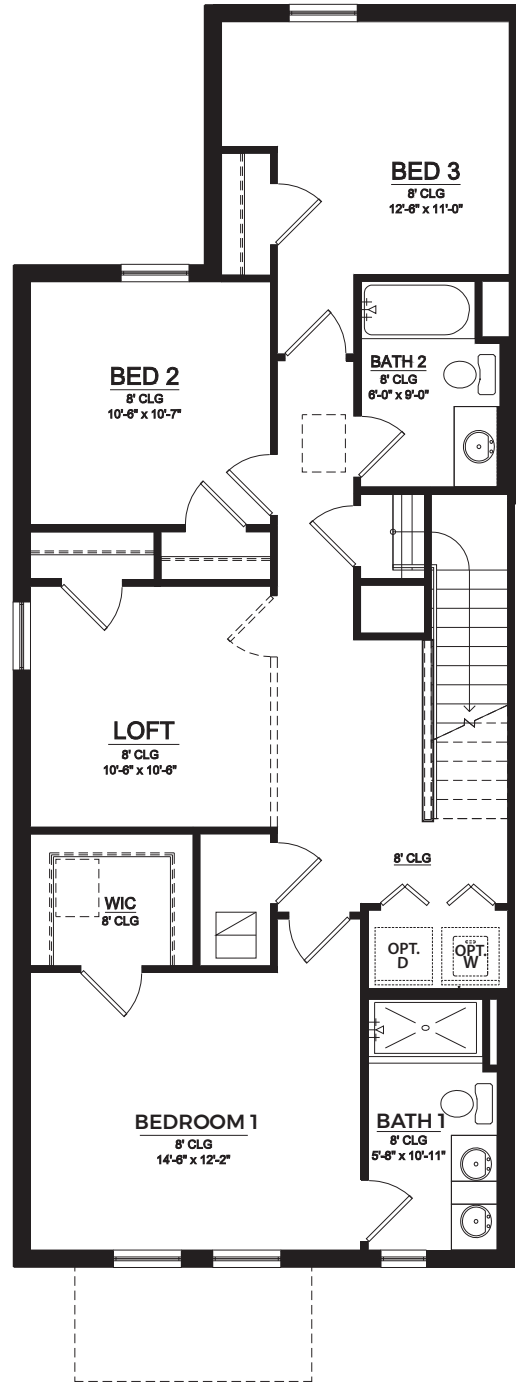 BED 3
8' CLG
12'-6" x 11'-0"
BED 2
8' CLG
10'-6" x 10'-7"
BATH 2
8' CLG
6'-0" x 9'-0"
LOFT
8' CLG
10'-6" x 10'-6"
8' CLG
WIC
8' CLG
OPT.
D
OPT.
W
BEDROOM 1
8' CLG
14'-6" x 12'-2"
BATH 1
8' CLG
5'-8" x 10'-11"